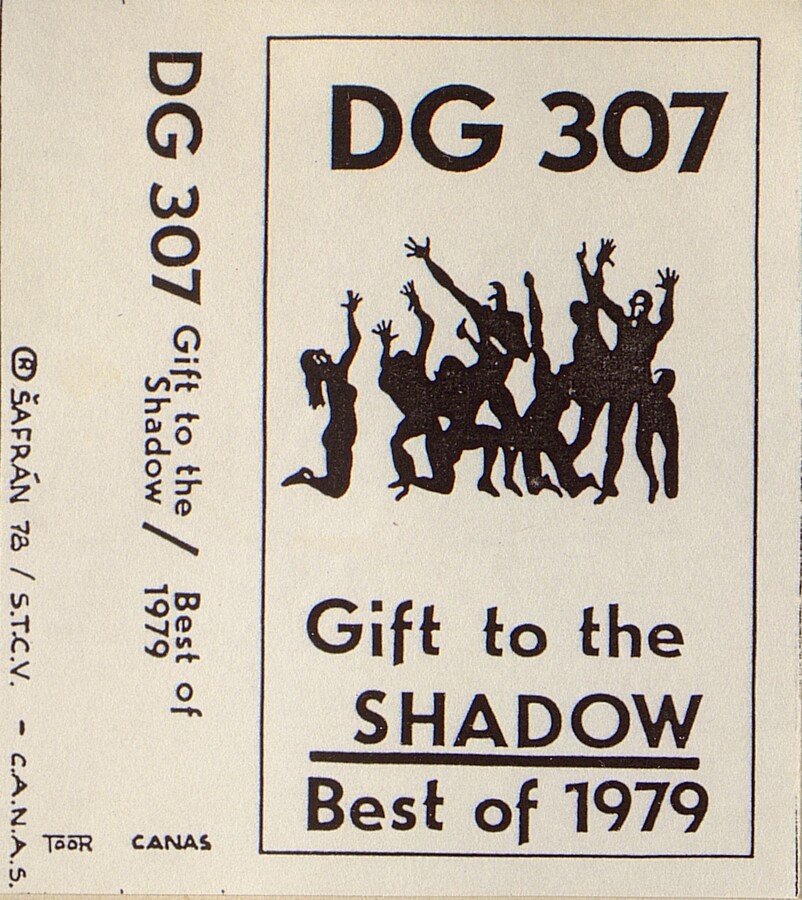 DG 307
Gift to the
SHADOW
Best of 1979
DG 307 Gift to the Shadow / Best of 1979
CANAS
TOOR
Ⓡ ŠAFRÁN 78 / S.T.C.V. - C.A.N.A.S.